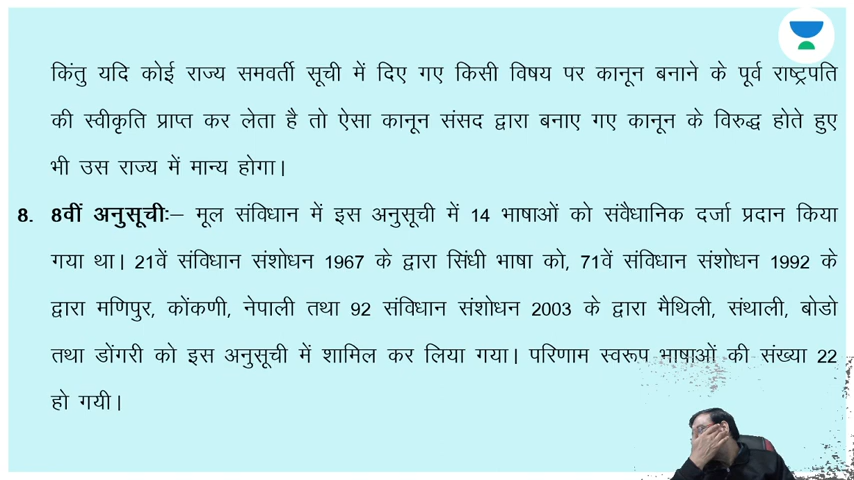 किंतु यदि कोई राज्य समवर्ती सूची में दिए गए किसी विषय पर कानून बनाने के पूर्व राष्ट्रपति
की स्वीकृति प्राप्त कर लेता है तो ऐसा कानून संसद द्वारा बनाए गए कानून के विरुद्ध होते हुए
भी उस राज्य में मान्य होगा।
8. 8वीं अनुसूची:– मूल संविधान में इस अनुसूची में 14 भाषाओं को संवैधानिक दर्जा प्रदान किया
गया था। 21वें संविधान संशोधन 1967 के द्वारा सिंधी भाषा को, 71वें संविधान संशोधन 1992 के
द्वारा मणिपुर, कोंकणी, नेपाली तथा 92 संविधान संशोधन 2003 के द्वारा मैथिली, संथाली, बोडो
तथा डोंगरी को इस अनुसूची में शामिल कर लिया गया। परिणाम स्वरूप भाषाओं की संख्या 22
हो गयी।